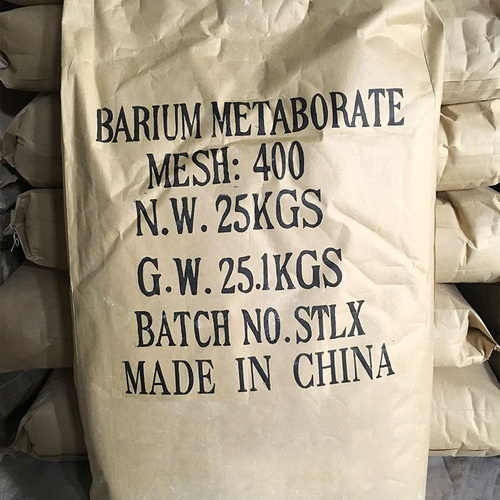 BARIUM METABORATE
MESH: 400
N.W. 25KGS
G.W. 25.1KGS
BATCH NO. STLX
MADE IN CHINA